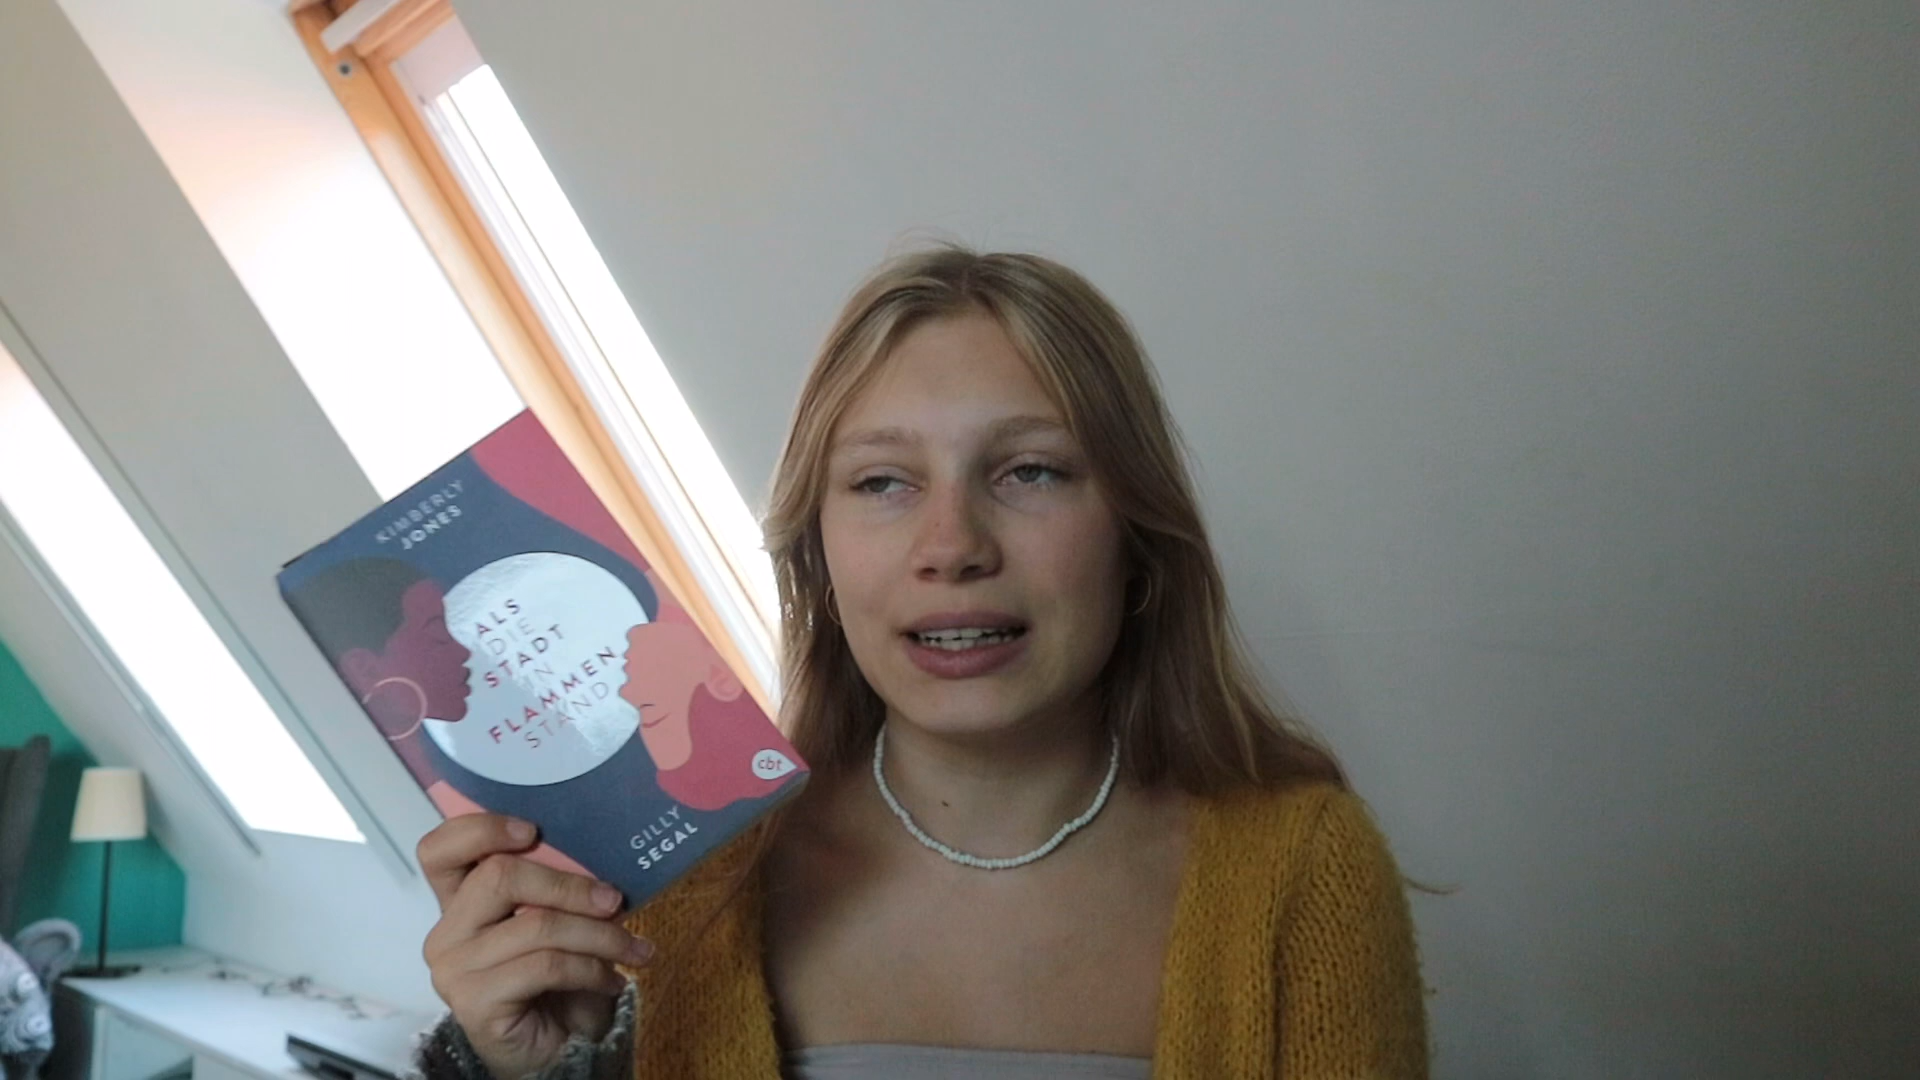 KIMBERLY
JONES
ALS
DIE
STADT
IN
FLAMMEN
STAND
cbt
GILLY
SEGAL